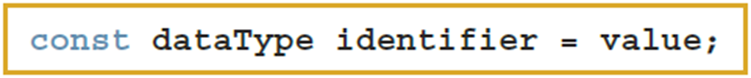 const dataType identifier = value;